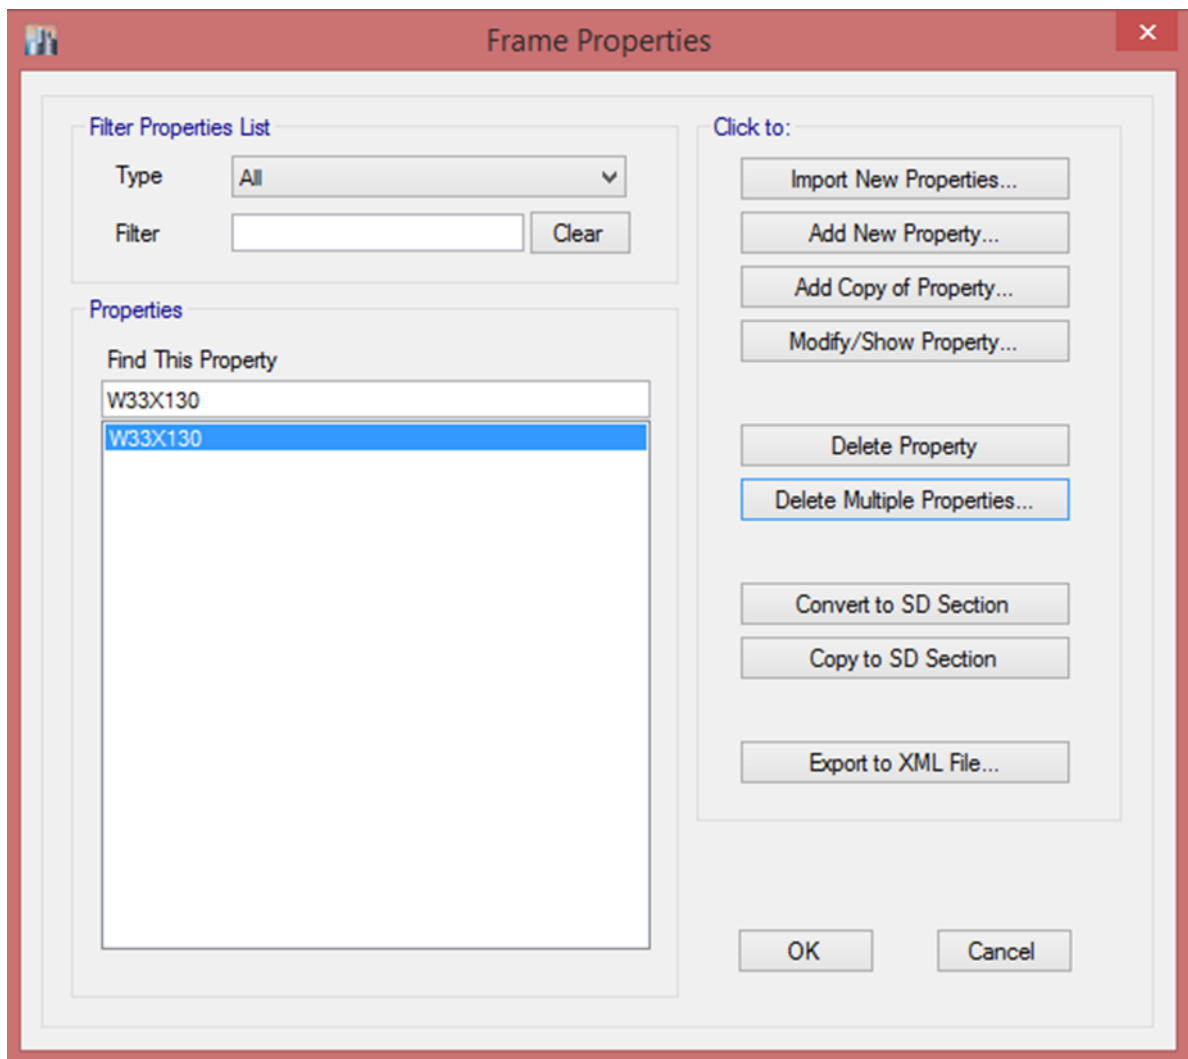 Frame Properties
Filter Properties List
Type
All
Filter
Clear
Properties
Find This Property
W33X130
W33X130
Click to:
Import New Properties...
Add New Property...
Add Copy of Property...
Modify/Show Property...
Delete Property
Delete Multiple Properties...
Convert to SD Section
Copy to SD Section
Export to XML File...
OK
Cancel